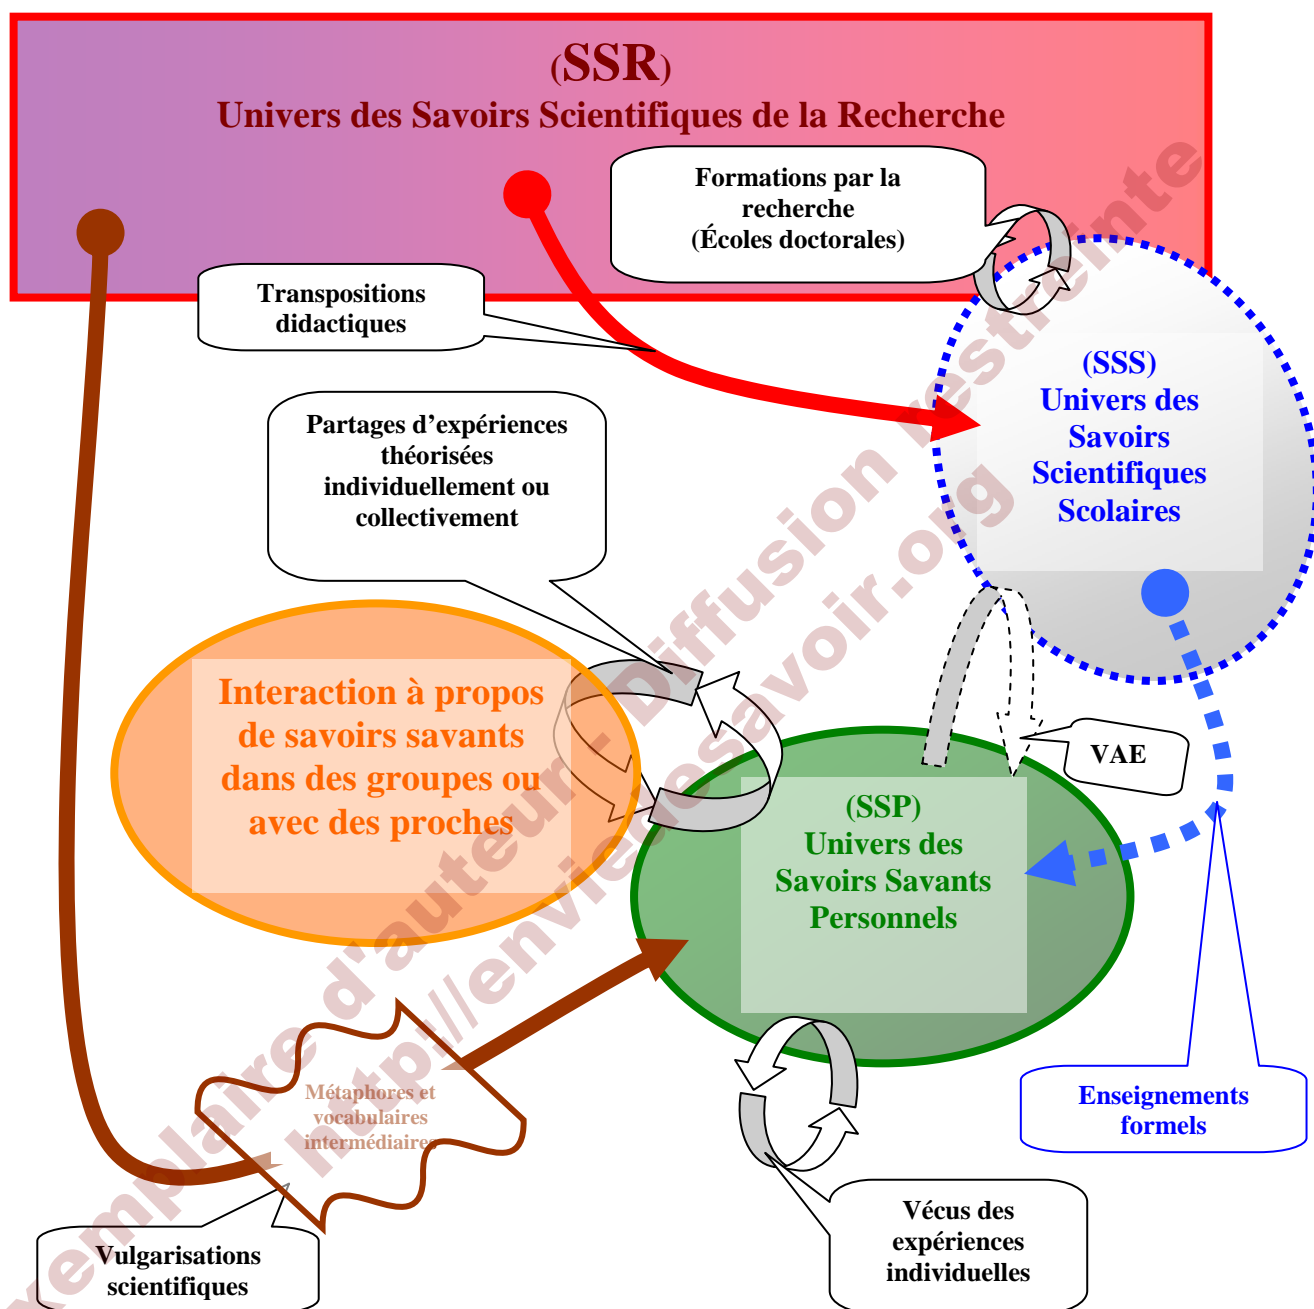 (SSR)
Univers des Savoirs Scientifiques de la Recherche
Formations par la
recherche
(Écoles doctorales)
Transpositions
didactiques
(SSS)
Univers des
Savoirs
Scientifiques
Scolaires
Partages d’expériences
théorisées
individuellement ou
collectivement
Interaction à propos
de savoirs savants
dans des groupes ou
avec des proches
VAE
(SSP)
Univers des
Savoirs Savants
Personnels
Métaphores et
vocabulaires
intermédiaires
Enseignements
formels
Vulgarisations
scientifiques
Vécus des
expériences
individuelles
xemplaire d'auteur - Diffusion restreinte
http://enviedesavoir.org